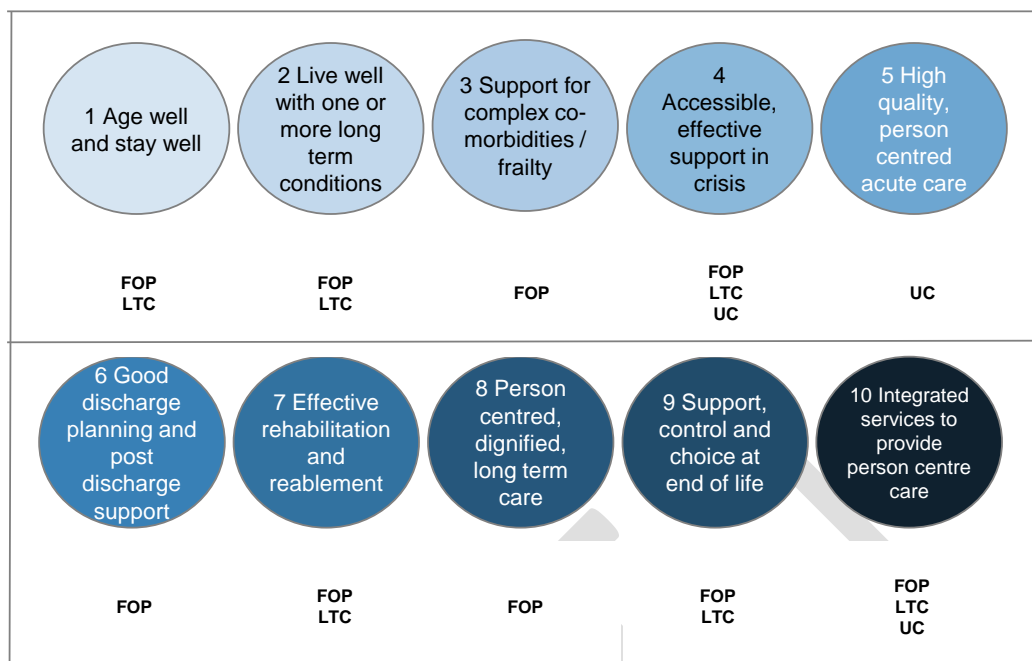 1 Age well
and stay well
2 Live well
with one or
more long
term
conditions
3 Support for
complex co-
morbidities /
frailty
4
Accessible,
effective
support in
crisis
5 High
quality,
person
centred
acute care
FOP
LTC
FOP
LTC
FOP
FOP
LTC
UC
UC
6 Good
discharge
planning and
post
discharge
support
7 Effective
rehabilitation
and
reablement
8 Person
centred,
dignified,
long term
care
9 Support,
control and
choice at
end of life
10 Integrated
services to
provide
person centre
care
FOP
FOP
LTC
FOP
FOP
LTC
FOP
LTC
UC